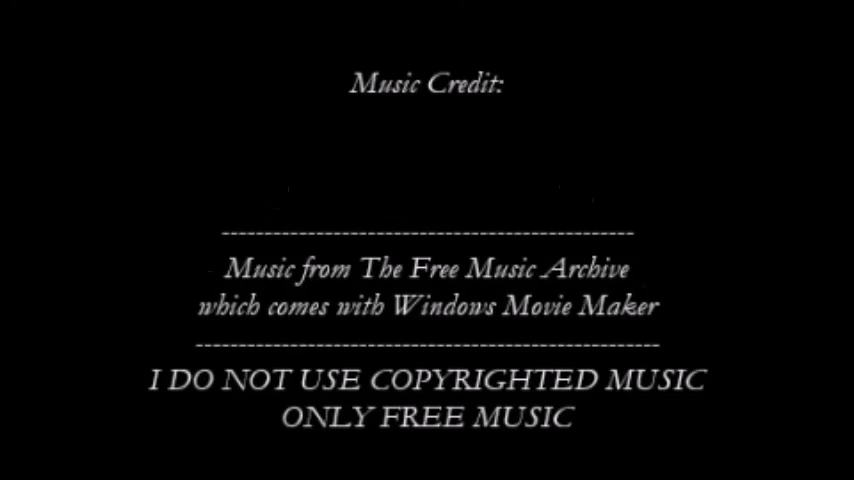 Music Credit:
------------------------------------------------
Music from The Free Music Archive
which comes with Windows Movie Maker
------------------------------------------------------
I DO NOT USE COPYRIGHTED MUSIC
ONLY FREE MUSIC